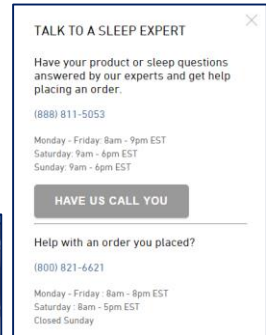 TALK TO A SLEEP EXPERT
Have your product or sleep questions
answered by our experts and get help
placing an order.
(888) 811-5053
Monday - Friday: 8am - 9pm EST
Saturday: 9am - 6pm EST
Sunday: 9am - 6pm EST
HAVE US CALL YOU
Help with an order you placed?
(800) 821-6621
Monday - Friday : 8am - 8pm EST
Saturday : 8am - 5pm EST
Closed Sunday